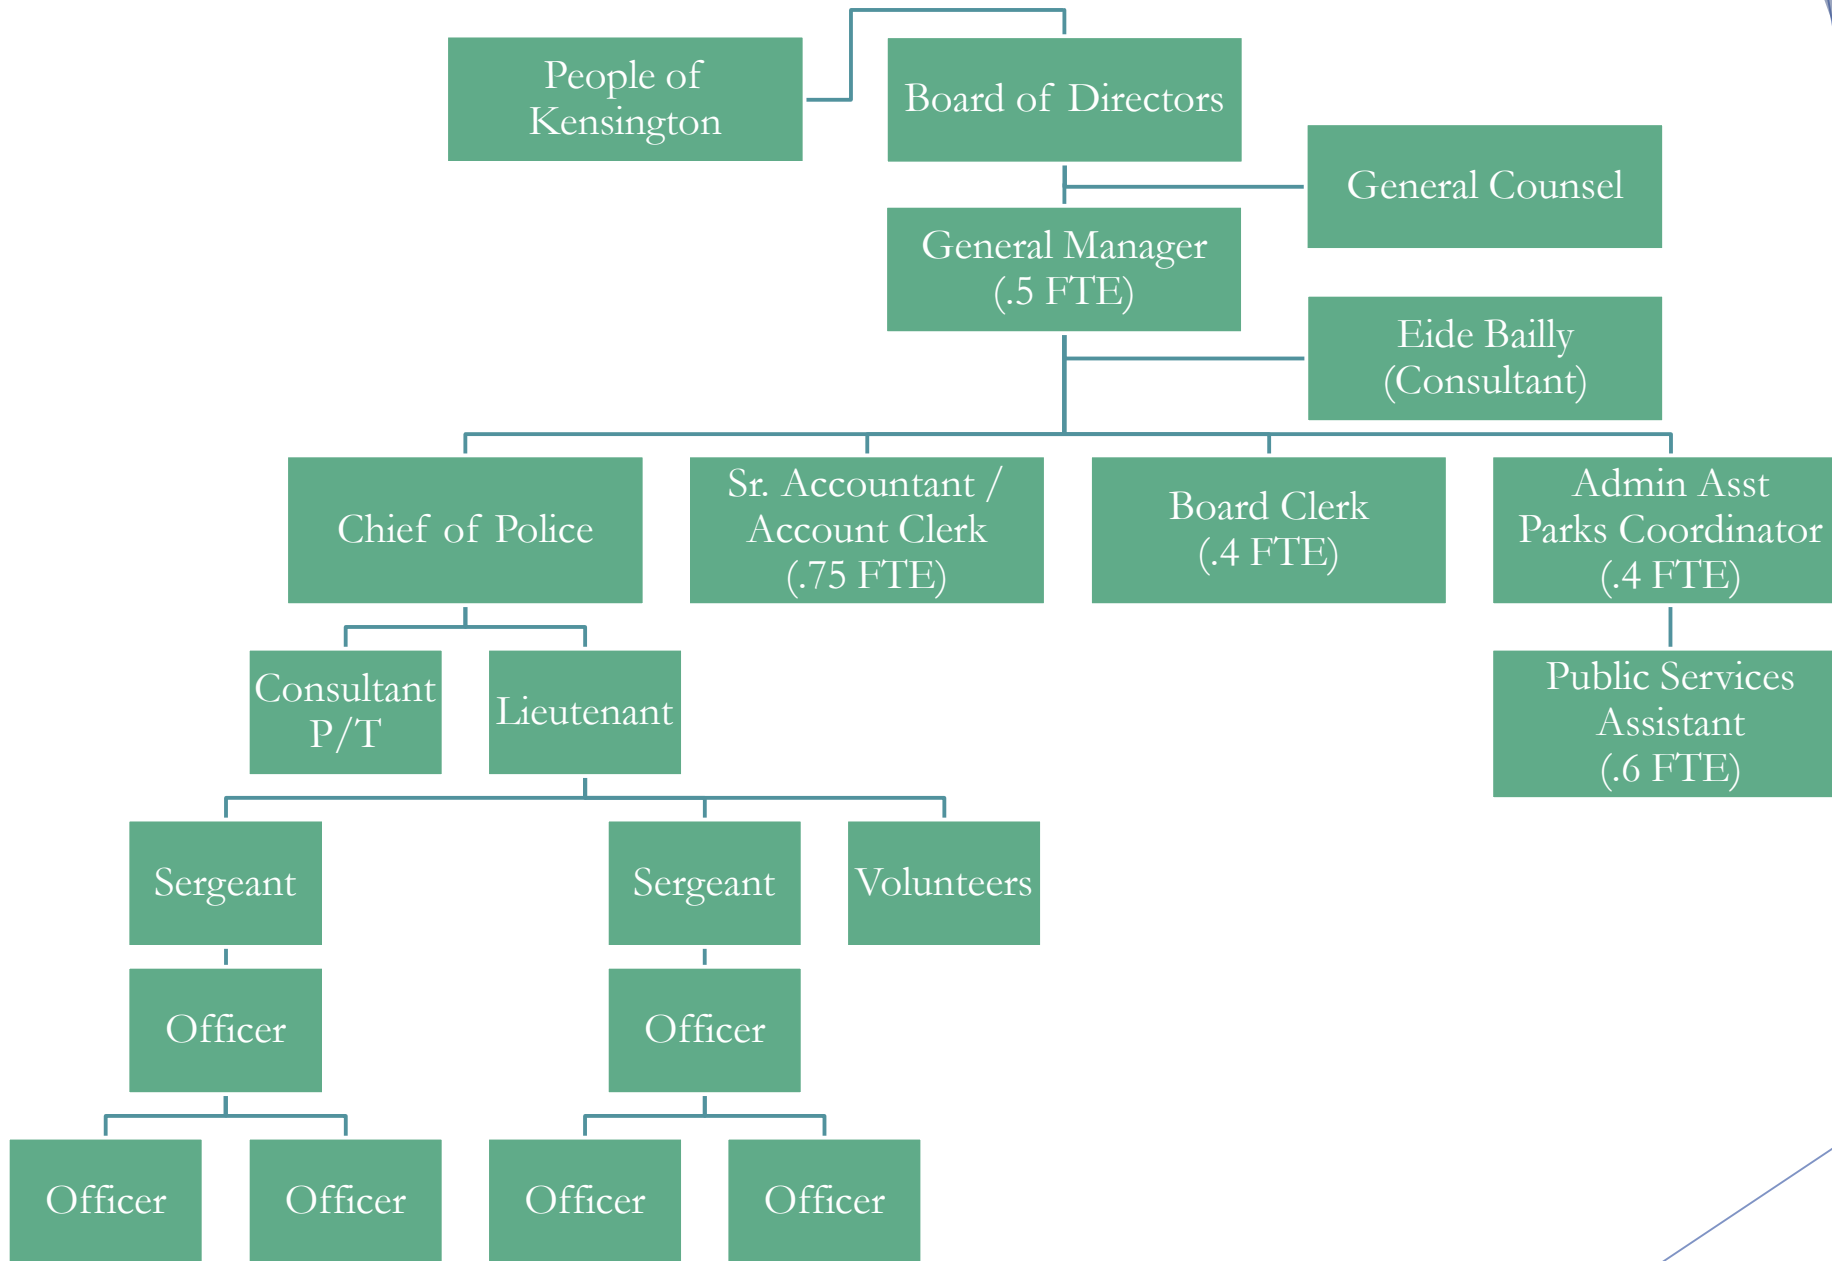 People of
Kensington
Board of Directors
General Counsel
General Manager
(.5 FTE)
Eide Bailly
(Consultant)
Chief of Police
Sr. Accountant /
Account Clerk
(.75 FTE)
Board Clerk
(.4 FTE)
Admin Asst
Parks Coordinator
(.4 FTE)
Consultant
P/T
Lieutenant
Public Services
Assistant
(.6 FTE)
Sergeant
Sergeant
Volunteers
Officer
Officer
Officer
Officer
Officer
Officer